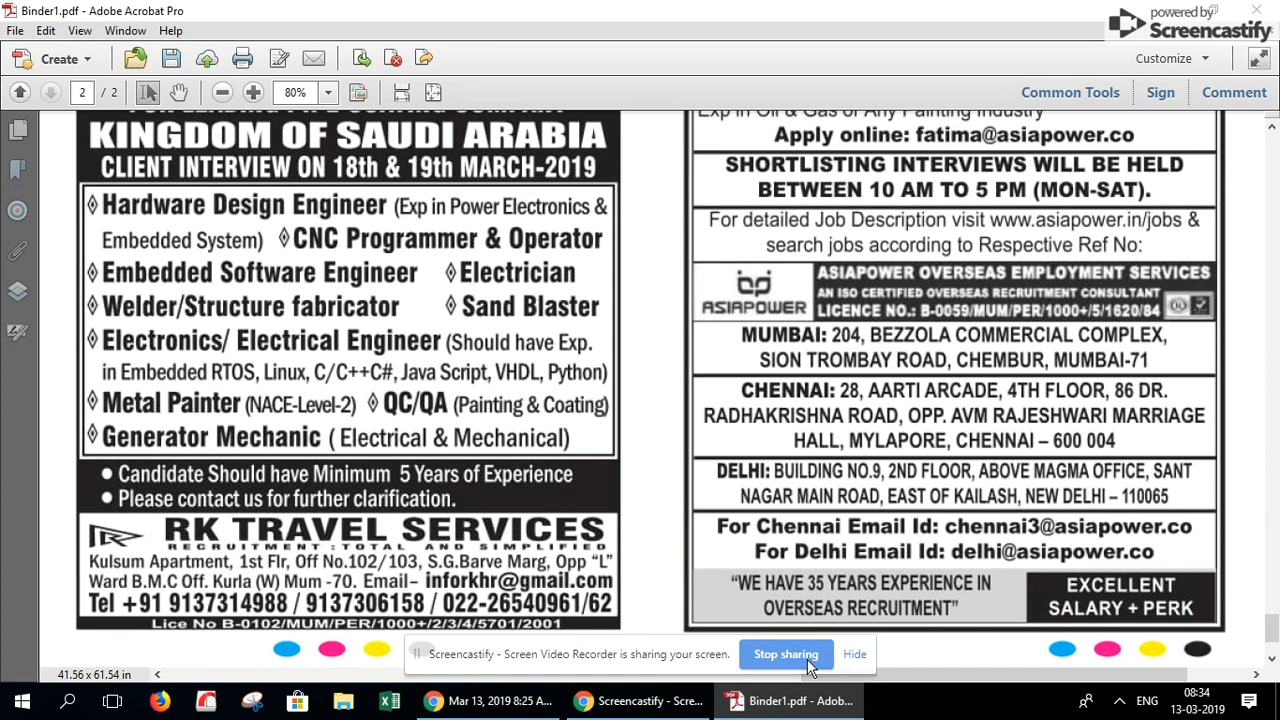 Binder1.pdf - Adobe Acrobat Pro
powered by
Screencastify
File Edit View Window Help
Create
Customize
2 / 2
80%
Common Tools Sign Comment
KINGDOM OF SAUDI ARABIA
CLIENT INTERVIEW ON 18th & 19th MARCH-2019
◊ Hardware Design Engineer (Exp in Power Electronics &
Embedded System) ◊ CNC Programmer & Operator
◊ Embedded Software Engineer ◊ Electrician
◊ Welder/Structure fabricator ◊ Sand Blaster
◊ Electronics/ Electrical Engineer (Should have Exp.
in Embedded RTOS, Linux, C/C++C#, Java Script, VHDL, Python)
◊ Metal Painter (NACE-Level-2) ◊ QC/QA (Painting & Coating)
◊ Generator Mechanic ( Electrical & Mechanical)
• Candidate Should have Minimum 5 Years of Experience
• Please contact us for further clarification.
RK TRAVEL SERVICES
RECRUITMENT : TOTAL AND SIMPLIFIED
Kulsum Apartment, 1st Flr, Off No.102/103, S.G.Barve Marg, Opp "L"
Ward B.M.C Off. Kurla (W) Mum -70. Email– inforkhr@gmail.com
Tel +91 9137314988 / 9137306158 / 022-26540961/62
Lice No B-0102/MUM/PER/1000+/2/3/4/5701/2001
Exp in Oil & Gas or Any Painting Industry
Apply online: fatima@asiapower.co
SHORTLISTING INTERVIEWS WILL BE HELD
BETWEEN 10 AM TO 5 PM (MON-SAT).
For detailed Job Description visit www.asiapower.in/jobs &
search jobs according to Respective Ref No:
ASIAPOWER
ASIAPOWER OVERSEAS EMPLOYMENT SERVICES
AN ISO CERTIFIED OVERSEAS RECRUITMENT CONSULTANT
LICENCE NO.: B-0059/MUM/PER/1000+/5/1620/84
MUMBAI: 204, BEZZOLA COMMERCIAL COMPLEX,
SION TROMBAY ROAD, CHEMBUR, MUMBAI-71
CHENNAI: 28, AARTI ARCADE, 4TH FLOOR, 86 DR.
RADHAKRISHNA ROAD, OPP. AVM RAJESHWARI MARRIAGE
HALL, MYLAPORE, CHENNAI – 600 004
DELHI: BUILDING NO.9, 2ND FLOOR, ABOVE MAGMA OFFICE, SANT
NAGAR MAIN ROAD, EAST OF KAILASH, NEW DELHI – 110065
For Chennai Email Id: chennai3@asiapower.co
For Delhi Email Id: delhi@asiapower.co
“WE HAVE 35 YEARS EXPERIENCE IN
OVERSEAS RECRUITMENT”
EXCELLENT
SALARY + PERK
Screencastify - Screen Video Recorder is sharing your screen. Stop sharing Hide
41.56 x 61.54 in
Mar 13, 2019 8:25 A... Screencastify - Scre... Binder1.pdf - Adob...
ENG
08:34
13-03-2019